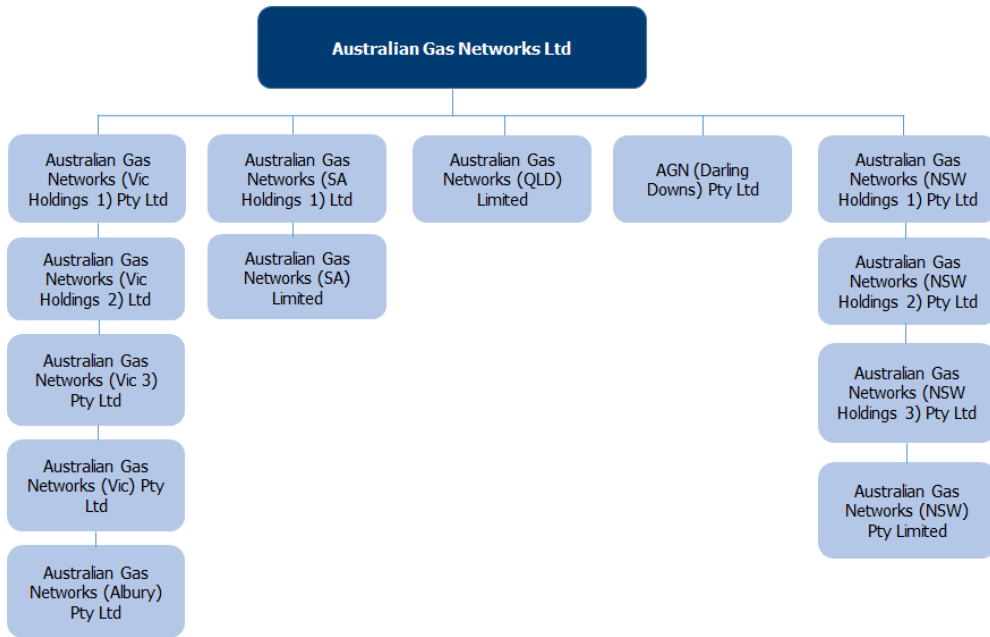 Australian Gas Networks Ltd
Australian Gas
Networks (Vic
Holdings 1) Pty Ltd
Australian Gas
Networks (SA
Holdings 1) Ltd
Australian Gas
Networks (QLD)
Limited
AGN (Darling
Downs) Pty Ltd
Australian Gas
Networks (NSW
Holdings 1) Pty Ltd
Australian Gas
Networks (Vic
Holdings 2) Ltd
Australian Gas
Networks (SA)
Limited
Australian Gas
Networks (NSW
Holdings 2) Pty Ltd
Australian Gas
Networks (Vic 3)
Pty Ltd
Australian Gas
Networks (NSW
Holdings 3) Pty Ltd
Australian Gas
Networks (Vic) Pty
Ltd
Australian Gas
Networks (NSW)
Pty Limited
Australian Gas
Networks (Albury)
Pty Ltd